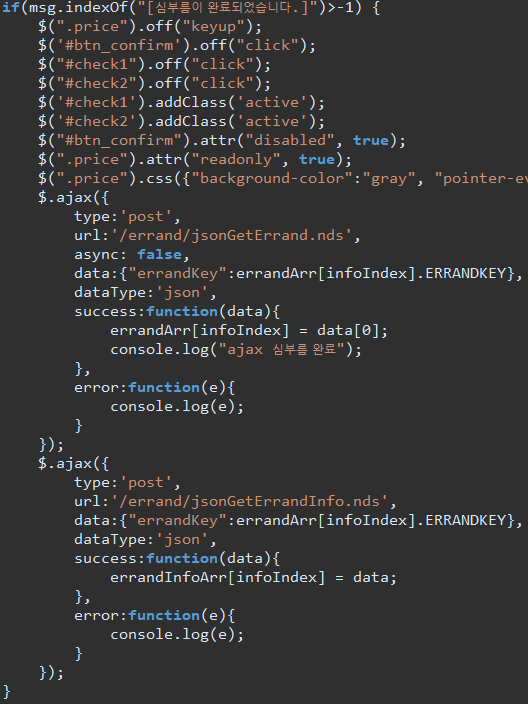 if(msg.indexOf("[심부름이 완료되었습니다.]")>-1) {
    $(".price").off("keyup");
    $('#btn_confirm').off("click");
    $("#check1").off("click");
    $("#check2").off("click");
    $('#check1').addClass('active');
    $('#check2').addClass('active');
    $("#btn_confirm").attr("disabled", true);
    $(".price").attr("readonly", true);
    $(".price").css({"background-color":"gray", "pointer-ev
    $.ajax({
        type:'post',
        url:'/errand/jsonGetErrand.nds',
        async: false,
        data:{"errandKey":errandArr[infoIndex].ERRANDKEY},
        dataType:'json',
        success:function(data){
            errandArr[infoIndex] = data[0];
            console.log("ajax 심부름 완료");
        },
        error:function(e){
            console.log(e);
        }
    });
    $.ajax({
        type:'post',
        url:'/errand/jsonGetErrandInfo.nds',
        data:{"errandKey":errandArr[infoIndex].ERRANDKEY},
        dataType:'json',
        success:function(data){
            errandInfoArr[infoIndex] = data;
        },
        error:function(e){
            console.log(e);
        }
    });
}